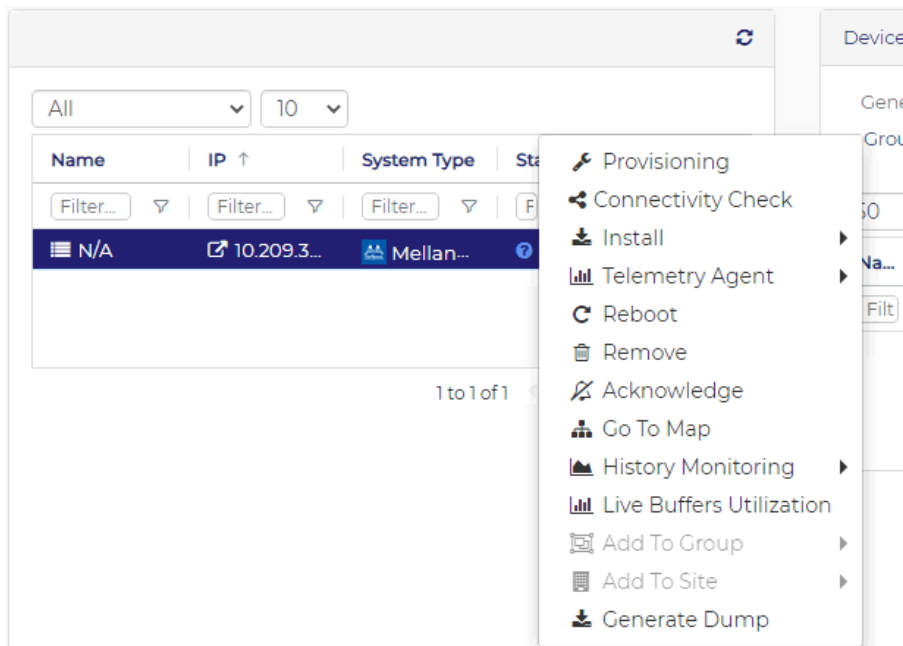 Device
All
10
Gene
Grou
Name IP ↑ System Type Sta
Filter... Filter... Filter... F
N/A 10.209.3... Mellan...
1 to 1 of 1
Provisioning
Connectivity Check
Install
Telemetry Agent
Reboot
Remove
Acknowledge
Go To Map
History Monitoring
Live Buffers Utilization
Add To Group
Add To Site
Generate Dump
Na...
Filt